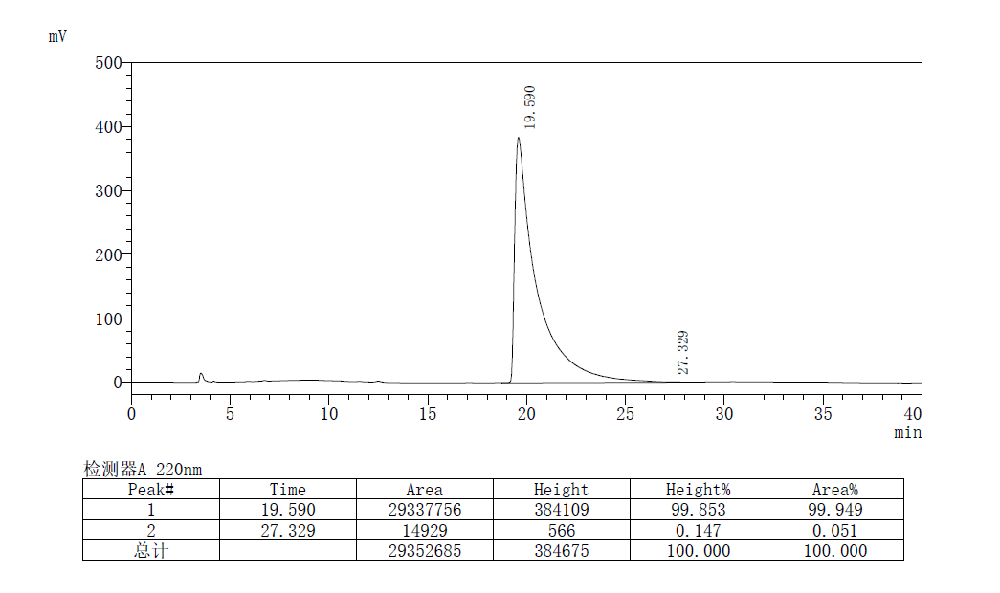 mV
500
400
300
200
100
0
19.590
27.329
0 5 10 15 20 25 30 35 40
min
检测器A 220nm
Peak# Time Area Height Height% Area%
1 19.590 29337756 384109 99.853 99.949
2 27.329 14929 566 0.147 0.051
总计 29352685 384675 100.000 100.000